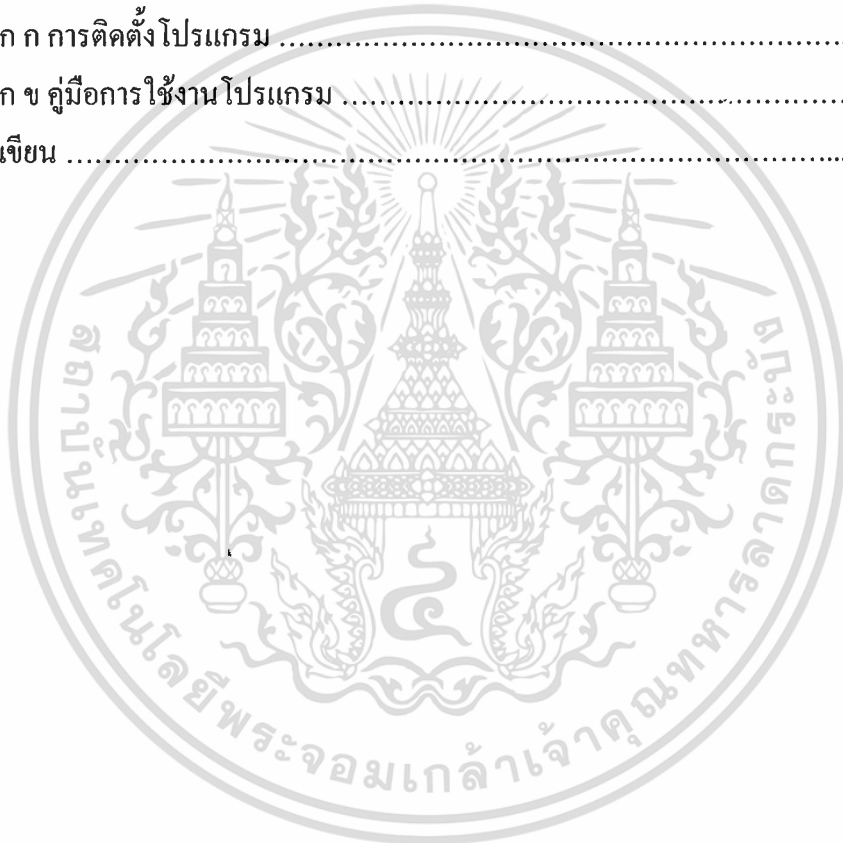 ก ก การติดตั้งโปรแกรม ........................................................................
ก ข คู่มือการใช้งานโปรแกรม ................................................................
เขียน ........................................................................................................
สถาบันเทคโนโลยีพระจอมเกล้าเจ้าคุณทหารลาดกระบัง
๔